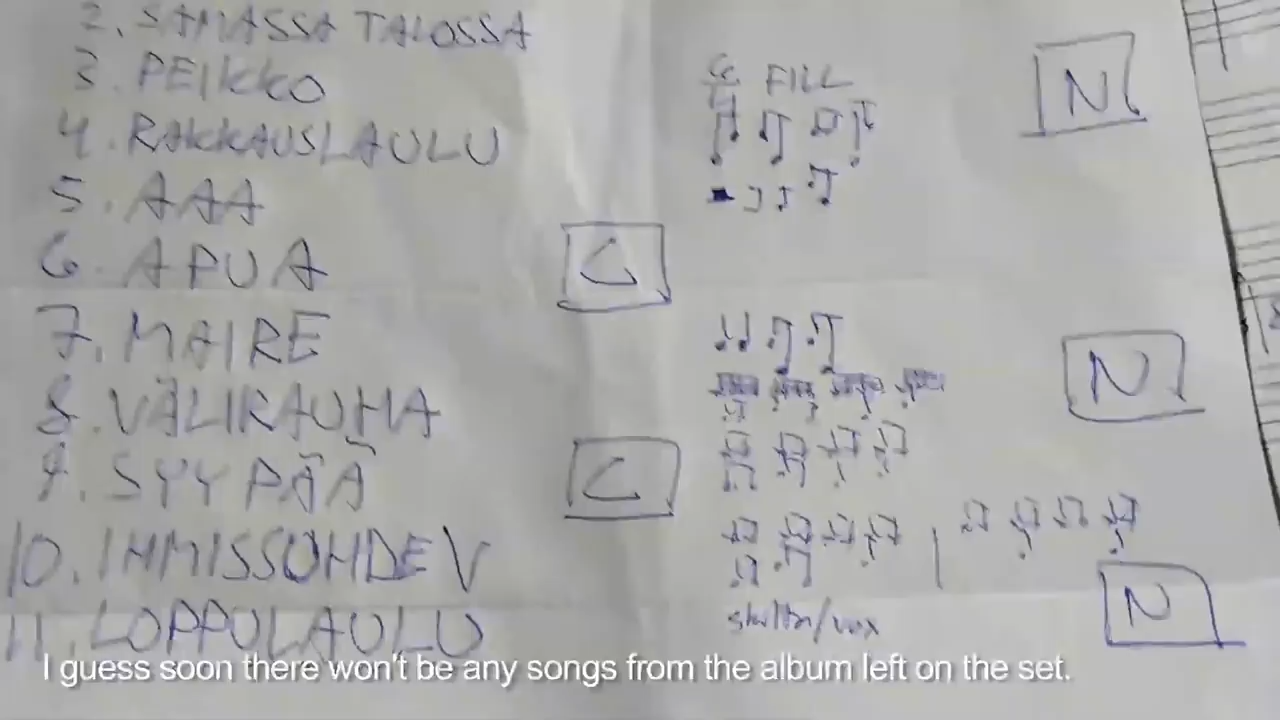 2. SAMASSA TALOSSA
3. PEIKKO
FILL
N
4. RAKKAUSLAULU
5. AAA
6. APUA
C
7. MAIRE
N
8. VÄLIRAUHA
9. SYYPÄÄ
C
10. IHMISSUHDE V
11. LOPPULAULU
N
I guess soon there won't be any songs from the album left on the set.